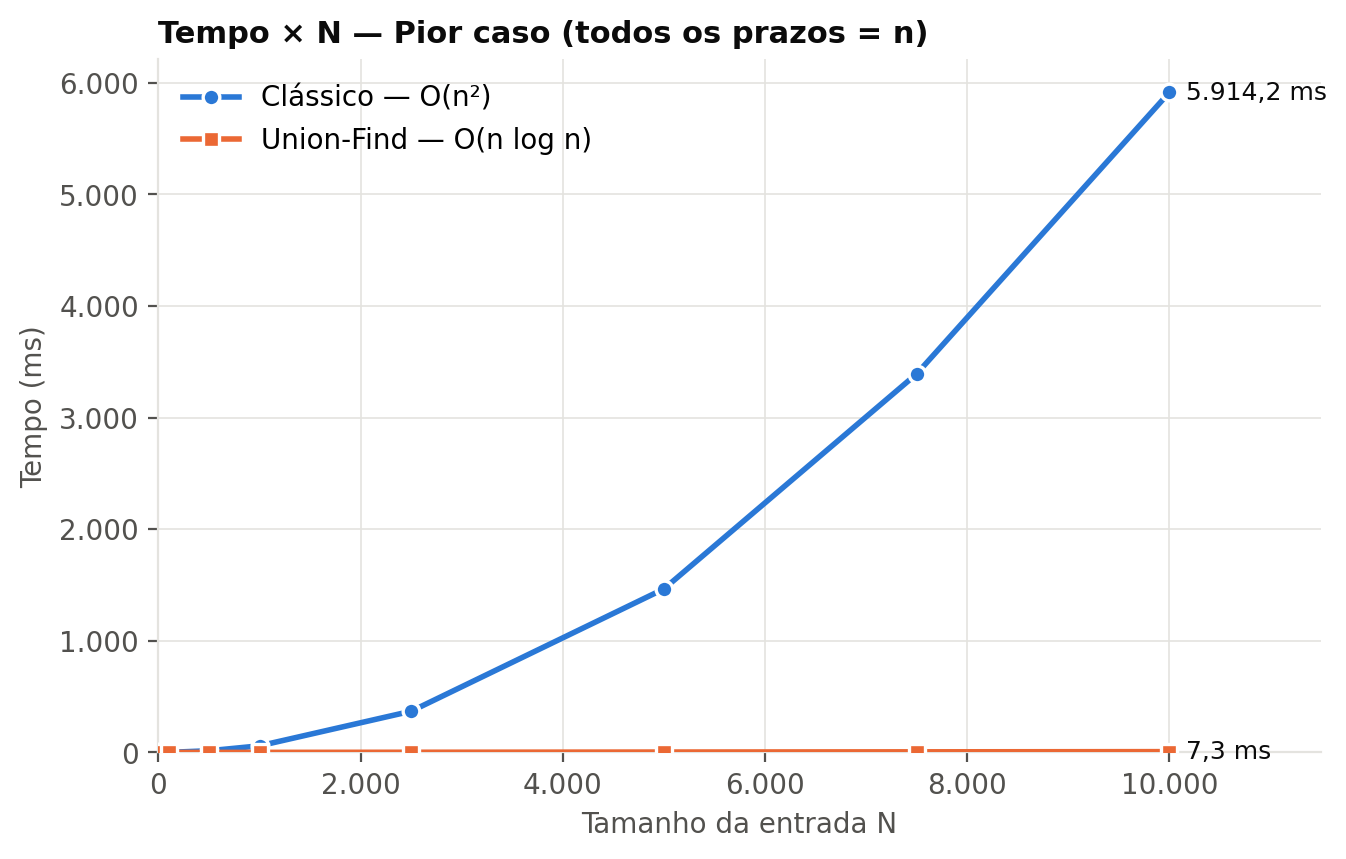 Tempo × N — Pior caso (todos os prazos = n)
6.000
Clássico — O(n²)
5.914,2 ms
Union-Find — O(n log n)
5.000
4.000
Tempo (ms)
3.000
2.000
1.000
0
7,3 ms
0 2.000 4.000 6.000 8.000 10.000
Tamanho da entrada N